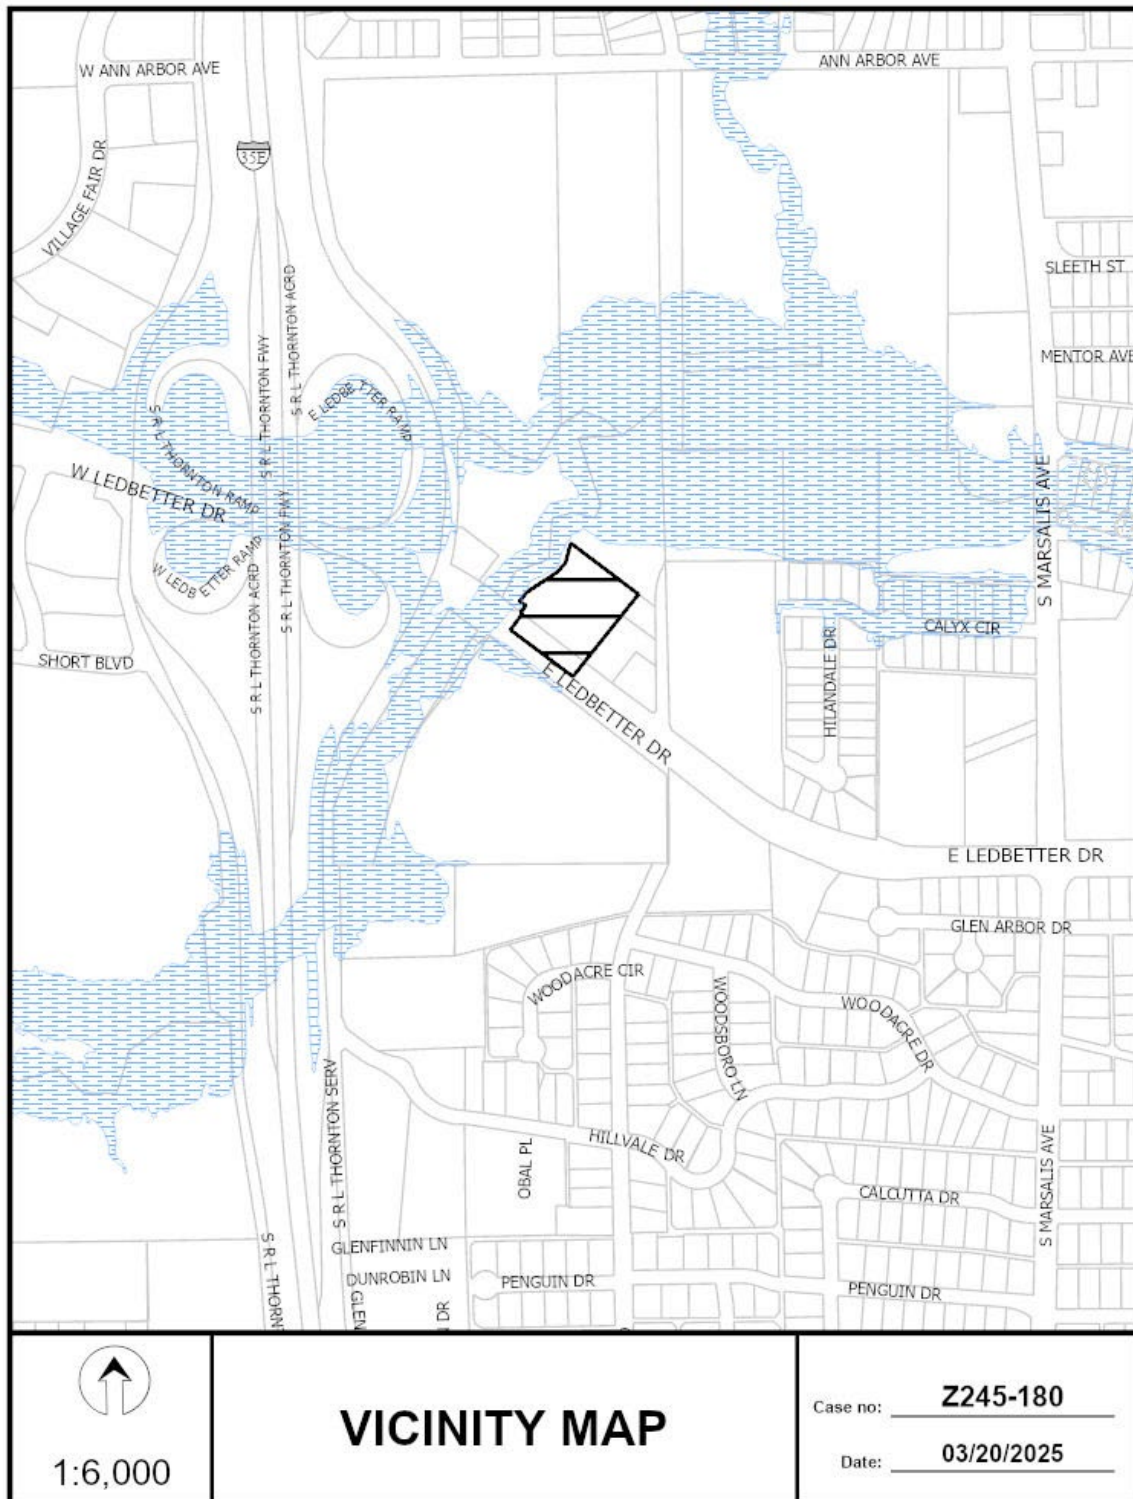 W ANN ARBOR AVE
ANN ARBOR AVE
35E
VILLAGE FAIR DR
SLEETH ST
S R L THORNTON ACRD
S R L THORNTON FWY
MENTOR AVE
E LEDBETTER RAMP
S R L THORNTON RAMP
W LEDBETTER DR
S R L THORNTON FWY
S MARSALIS AVE
W LEDBETTER RAMP
S R L THORNTON ACRD
CALYX CIR
HILANDALE DR
SHORT BLVD
E LEDBETTER DR
E LEDBETTER DR
GLEN ARBOR DR
WOODACRE CIR
WOODSBORO LN
WOODACRE DR
S R L THORNTON SERV
HILLVALE DR
OBAL PL
CALCUTTA DR
S MARSALIS AVE
GLENFINNIN LN
DUNROBIN LN
PENGUIN DR
PENGUIN DR
S R L THORN
GLEN
DR
1:6,000
VICINITY MAP
Case no: Z245-180
Date: 03/20/2025